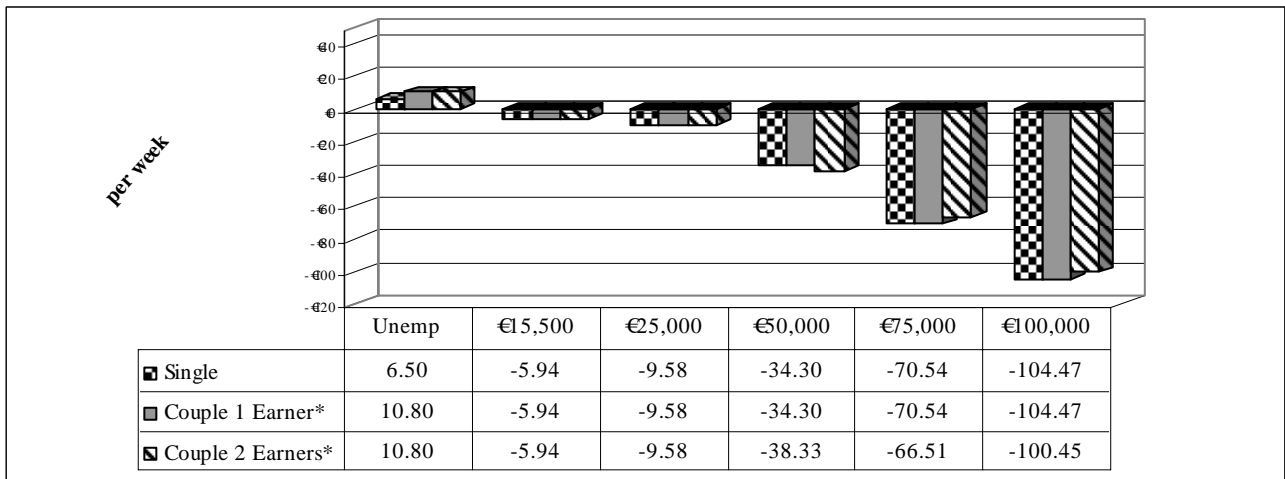 €40
€20
€0
-€20
-€40
-€60
-€80
-€100
-€120
per week
Unemp €15,500 €25,000 €50,000 €75,000 €100,000
Single 6.50 -5.94 -9.58 -34.30 -70.54 -104.47
Couple 1 Earner* 10.80 -5.94 -9.58 -34.30 -70.54 -104.47
Couple 2 Earners* 10.80 -5.94 -9.58 -38.33 -66.51 -100.45